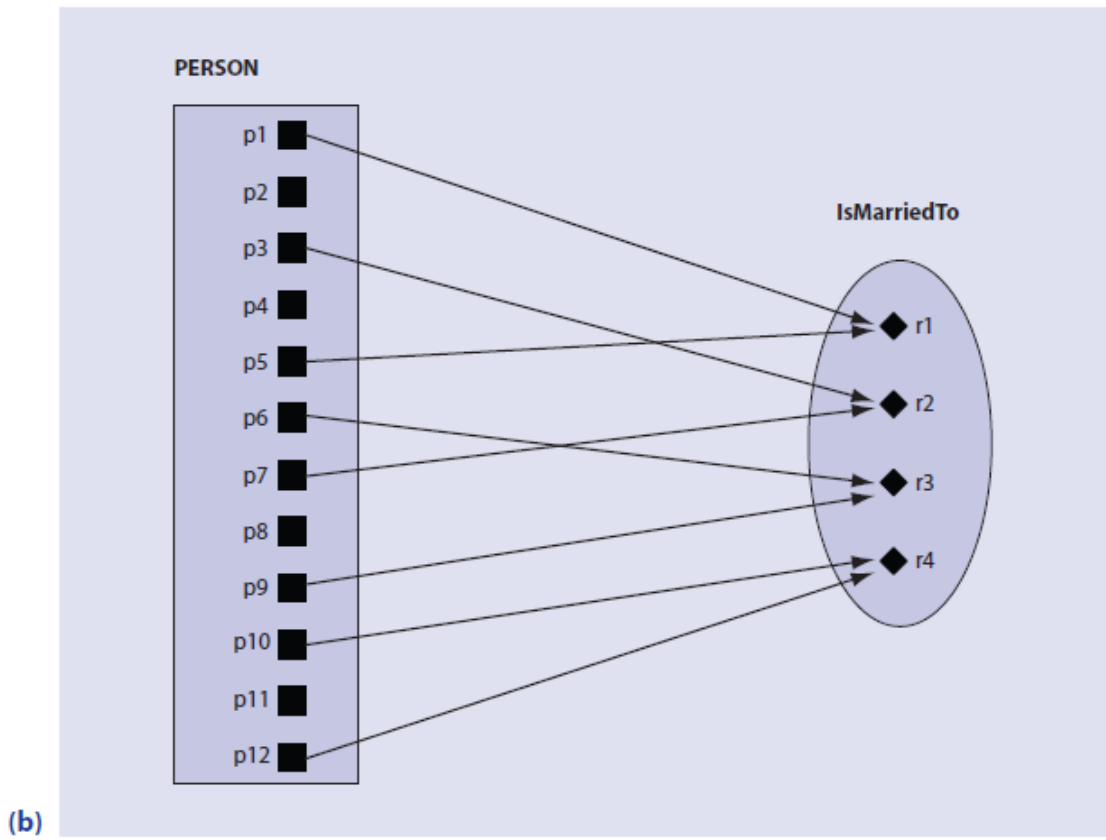 PERSON
p1
p2
IsMarriedTo
p3
p4
r1
p5
r2
p6
p7
r3
p8
r4
p9
p10
p11
p12
(b)